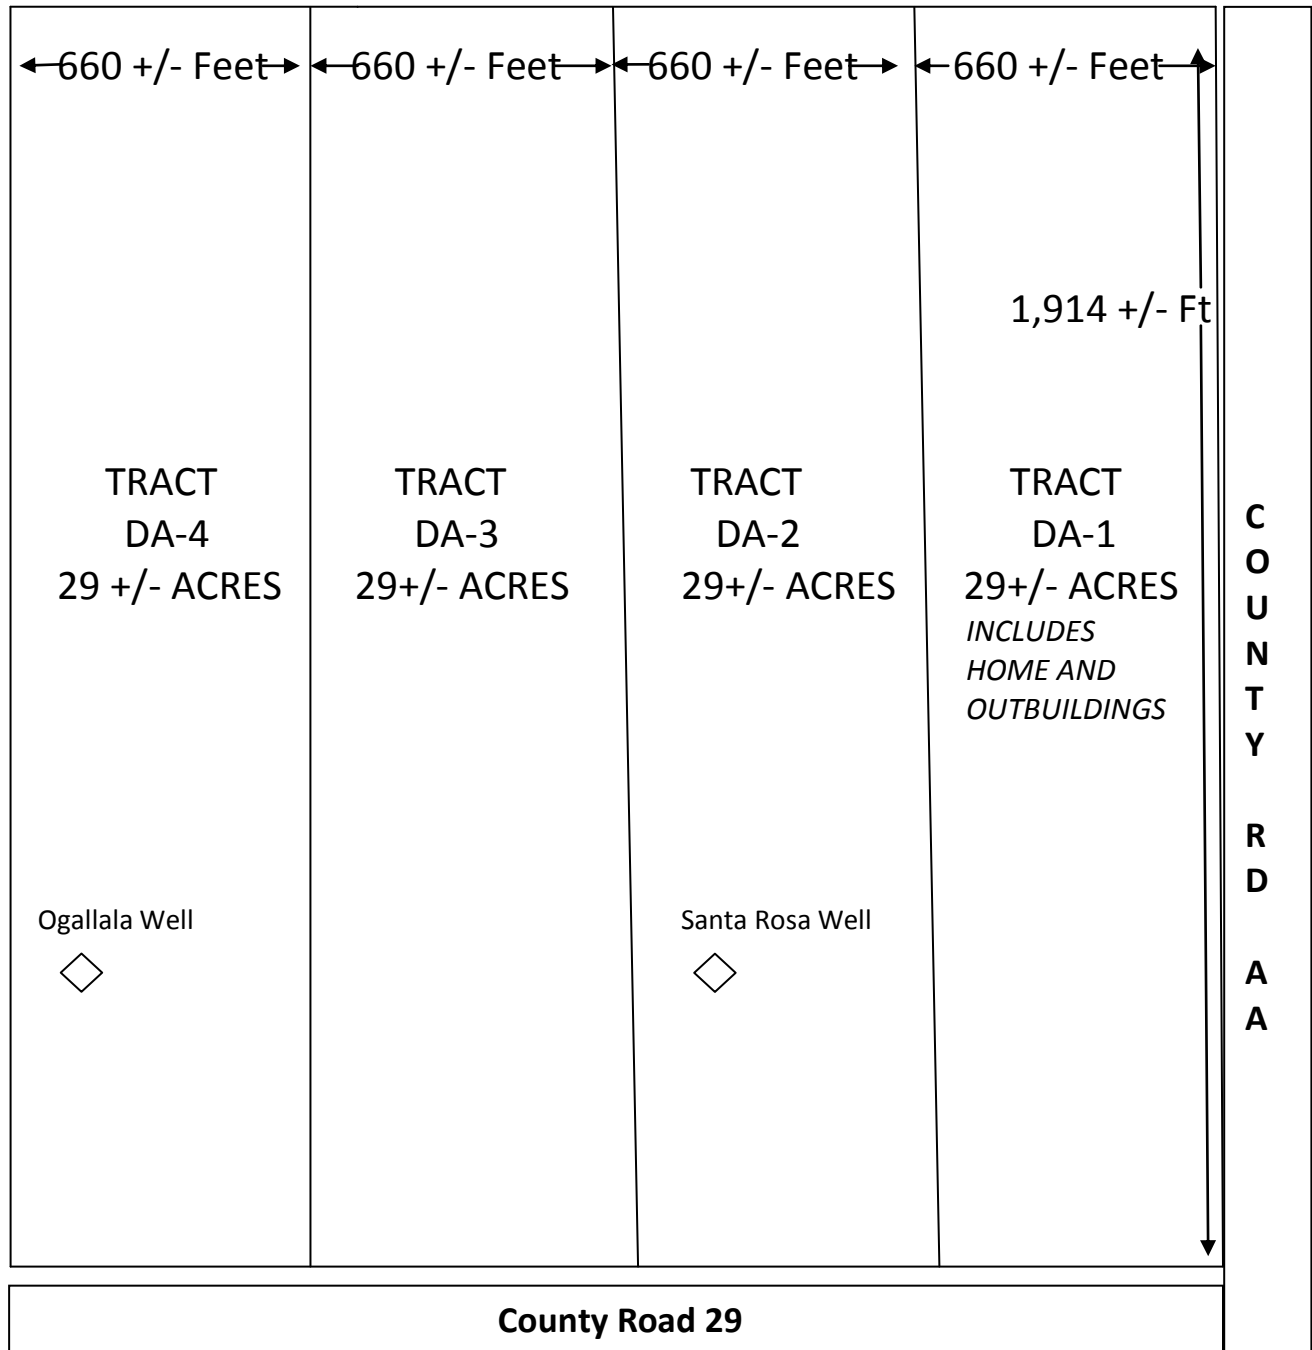 660 +/- Feet 660 +/- Feet 660 +/- Feet 660 +/- Feet
1,914 +/- Ft
TRACT
DA-4
29 +/- ACRES
TRACT
DA-3
29+/- ACRES
TRACT
DA-2
29+/- ACRES
TRACT
DA-1
29+/- ACRES
INCLUDES
HOME AND
OUTBUILDINGS
Ogallala Well
Santa Rosa Well
COUNTY RD AA
County Road 29